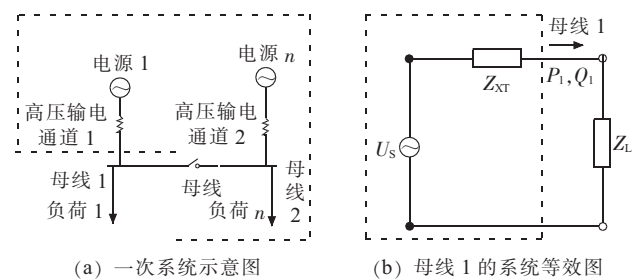 电源 1
电源 n
高压输电
通道 1
高压输电
通道 2
母线 1
母线
母线 2
负荷 1
负荷 n
(a) 一次系统示意图
母线 1
Z_XT
P_1,Q_1
U_S
Z_L
(b) 母线 1 的系统等效图